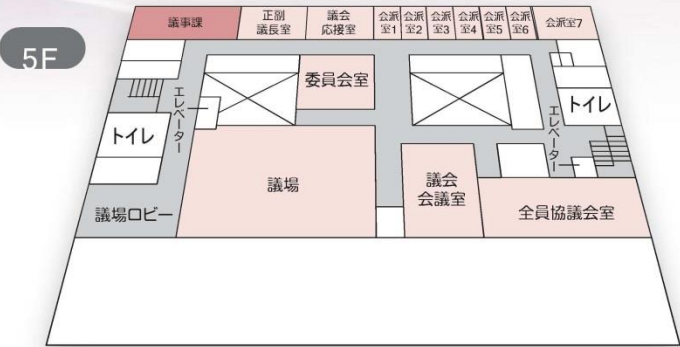 5F
議事課
正副
議長室
議会
応接室
会派
室1
会派
室2
会派
室3
会派
室4
会派
室5
会派
室6
会派室7
エレベーター
委員会室
エレベーター
トイレ
トイレ
議場
議会
会議室
議場ロビー
全員協議会室